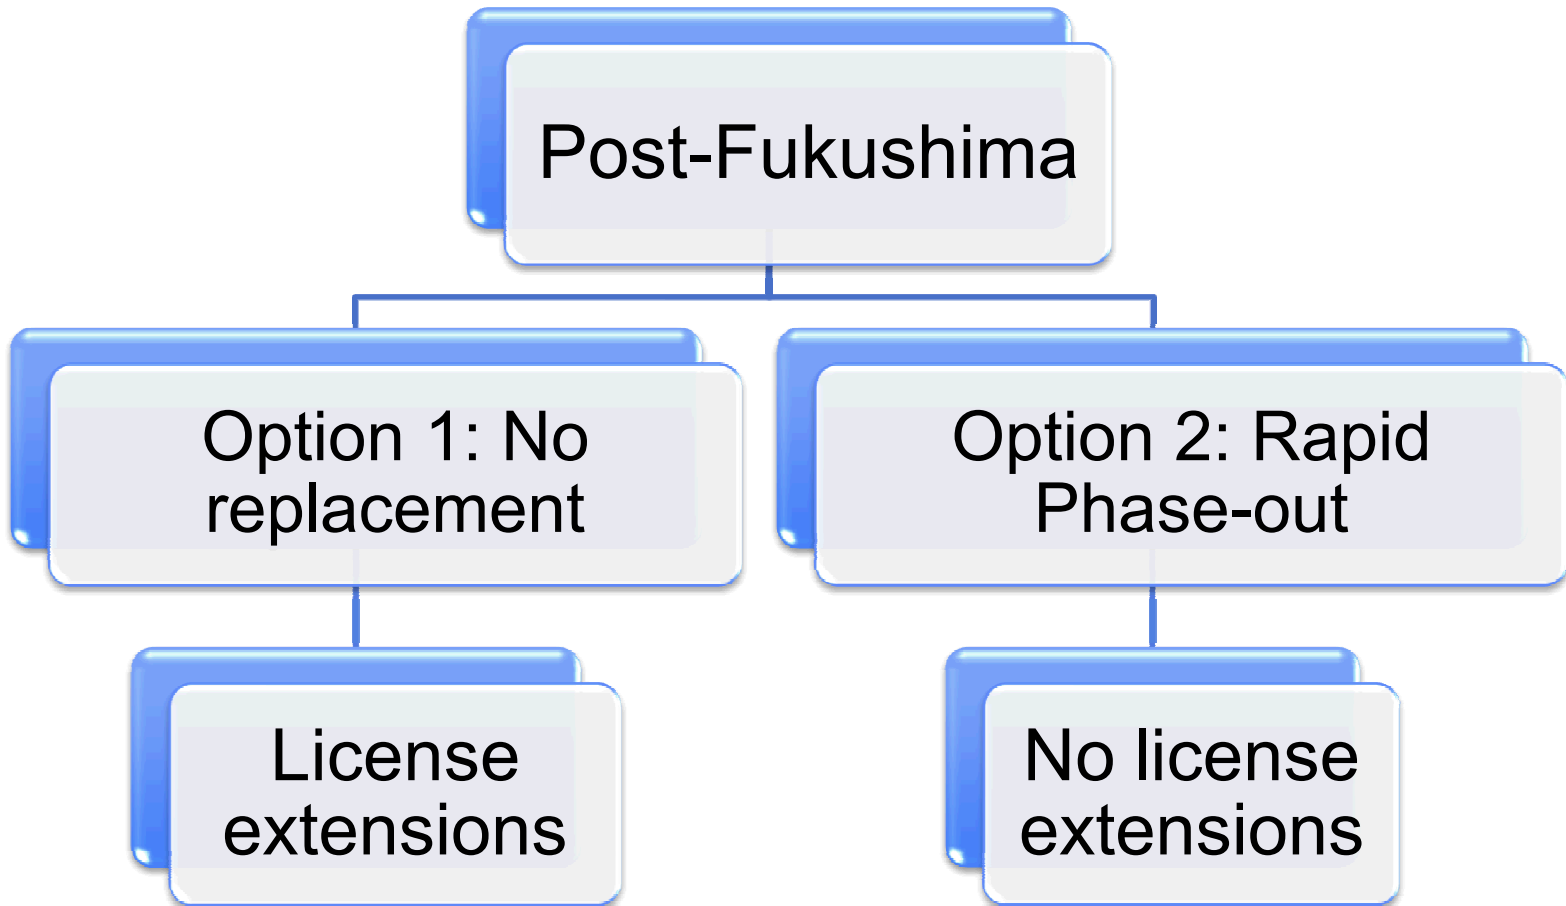 Post-Fukushima
Option 1: No
replacement
Option 2: Rapid
Phase-out
License
extensions
No license
extensions